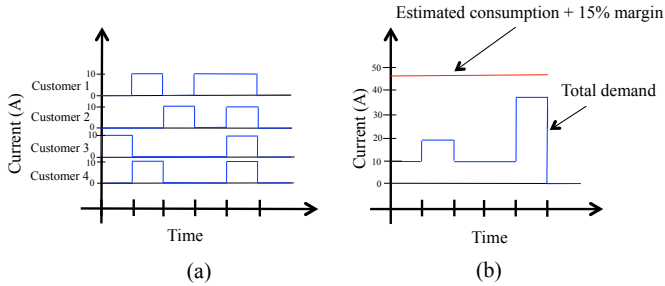 Estimated consumption + 15% margin
Current (A)
Customer 1
10
0
Customer 2
10
0
Customer 3
10
0
Customer 4
10
0
Time
(a)
Current (A)
50
40
30
20
10
0
Total demand
Time
(b)